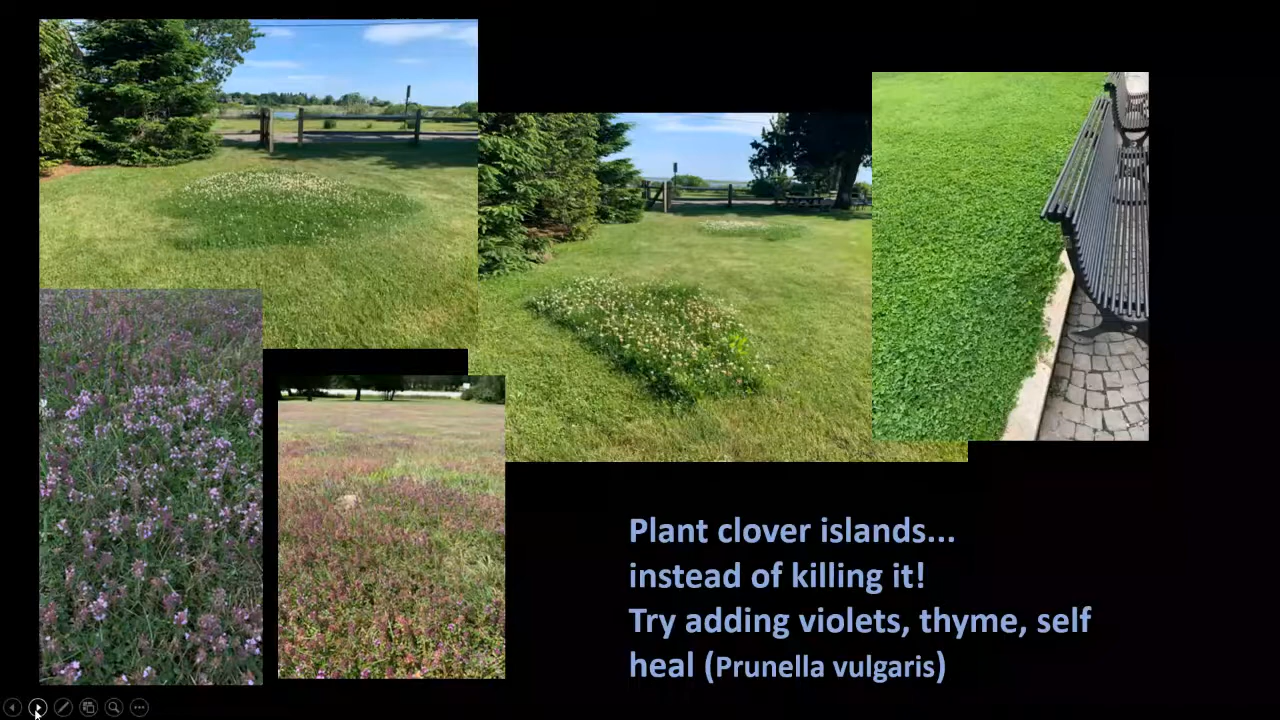 Plant clover islands...
instead of killing it!
Try adding violets, thyme, self
heal (Prunella vulgaris)